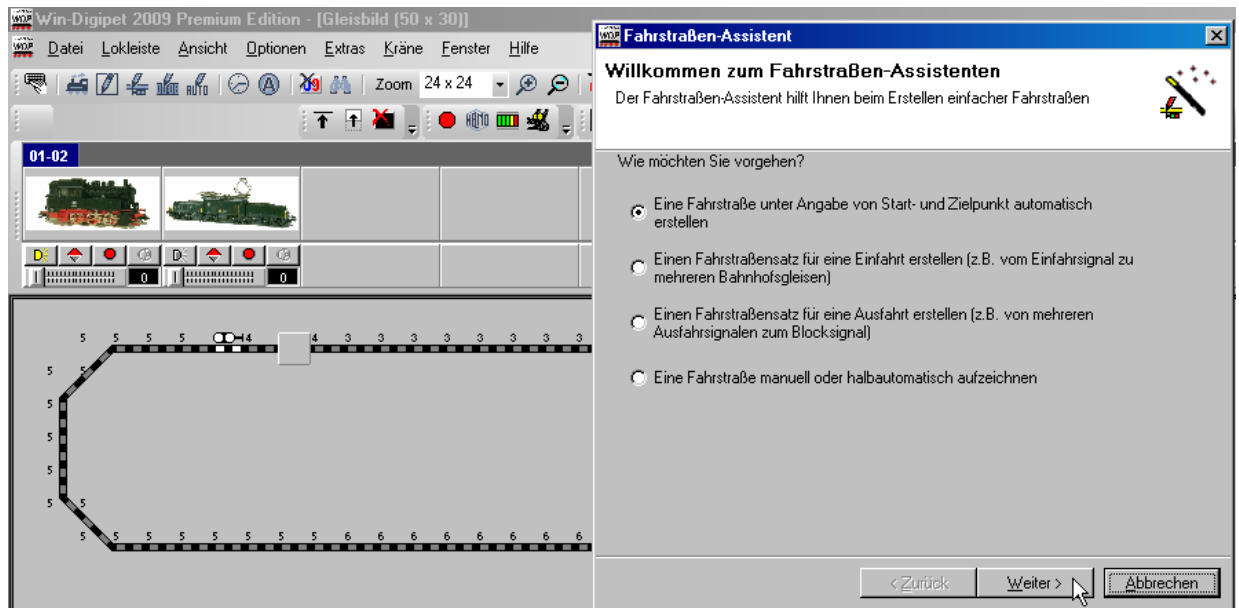 Win-Digipet 2009 Premium Edition - [Gleisbild (50 x 30)]
Datei Lokleiste Ansicht Optionen Extras Kräne Fenster Hilfe
Zoom 24 x 24
01-02
0 0
5 5 5 5 4 4 3 3 3 3 3 3 3 3
5 5
5
5
5
5 5
5 5 5 5 5 5 6 6 6 6 6 6 6 6 6
Fahrstraßen-Assistent
Willkommen zum Fahrstraßen-Assistenten
Der Fahrstraßen-Assistent hilft Ihnen beim Erstellen einfacher Fahrstraßen
Wie möchten Sie vorgehen?
Eine Fahrstraße unter Angabe von Start- und Zielpunkt automatisch
erstellen
Einen Fahrstraßensatz für eine Einfahrt erstellen (z.B. vom Einfahrsignal zu
mehreren Bahnhofsgleisen)
Einen Fahrstraßensatz für eine Ausfahrt erstellen (z.B. von mehreren
Ausfahrsignalen zum Blocksignal)
Eine Fahrstraße manuell oder halbautomatisch aufzeichnen
< Zurück Weiter > Abbrechen